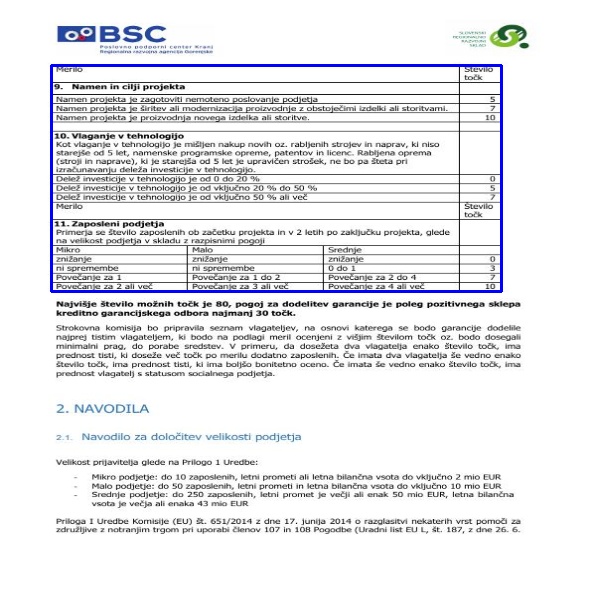 BSC
Poslovno podporni center Kranj
Regionalna razvojna agencija Gorenjske
SLOVENSKI
REGIONALNO
RAZVOJNI
SKLAD
Merilo Število
točk
9. Namen in cilji projekta
Namen projekta je zagotoviti nemoteno poslovanje podjetja 5
Namen projekta je širitev ali modernizacija proizvodnje z obstoječimi izdelki ali storitvami. 7
Namen projekta je proizvodnja novega izdelka ali storitve. 10
10. Vlaganje v tehnologijo
Kot vlaganje v tehnologijo je mišljen nakup novih oz. rabljenih strojev in naprav, ki niso
starejše od 5 let, namenske programske opreme, patentov in licenc. Rabljena oprema
(stroji in naprave), ki je starejša od 5 let je upravičen strošek, ne bo pa šteta pri
izračunavanju deleža investicije v tehnologijo.
Delež investicije v tehnologijo je od 0 do 20 % 0
Delež investicije v tehnologijo je od vključno 20 % do 50 % 5
Delež investicije v tehnologijo je od vključno 50 % ali več 7
Merilo Število
točk
11. Zaposleni podjetja
Primerja se število zaposlenih ob začetku projekta in v 2 letih po zaključku projekta, glede
na velikost podjetja v skladu z razpisnimi pogoji
Mikro Malo Srednje
znižanje znižanje znižanje 0
ni spremembe ni spremembe 0 do 1 3
Povečanje za 1 Povečanje za 1 do 2 Povečanje za 2 do 4 7
Povečanje za 2 ali več Povečanje za 3 ali več Povečanje za 4 ali več 10
Najvišje število možnih točk je 80, pogoj za dodelitev garancije je poleg pozitivnega sklepa
kreditno garancijskega odbora najmanj 30 točk.
Strokovna komisija bo pripravila seznam vlagateljev, na osnovi katerega se bodo garancije dodelile
najprej tistim vlagateljem, ki bodo na podlagi meril ocenjeni z višjim številom točk oz. bodo dosegali
minimalni prag, do porabe sredstev. V primeru, da dosežeta dva vlagatelja enako število točk, ima
prednost tisti, ki doseže več točk po merilu dodatno zaposlenih. Če imata dva vlagatelja še vedno enako
število točk, ima prednost tisti, ki ima boljšo bonitetno oceno. Če imata še vedno enako število točk, ima
prednost vlagatelj s statusom socialnega podjetja.
2. NAVODILA
2.1. Navodilo za določitev velikosti podjetja
Velikost prijavitelja glede na Prilogo 1 Uredbe:
- Mikro podjetje: do 10 zaposlenih, letni prometi ali letna bilančna vsota do vključno 2 mio EUR
- Malo podjetje: do 50 zaposlenih, letni prometi in letna bilančna vsota do vključno 10 mio EUR
- Srednje podjetje: do 250 zaposlenih, letni promet je večji ali enak 50 mio EUR, letna bilančna
vsota je večja ali enaka 43 mio EUR
Priloga I Uredbe Komisije (EU) št. 651/2014 z dne 17. junija 2014 o razglasitvi nekaterih vrst pomoči za
združljive z notranjim trgom pri uporabi členov 107 in 108 Pogodbe (Uradni list EU L, št. 187, z dne 26. 6.